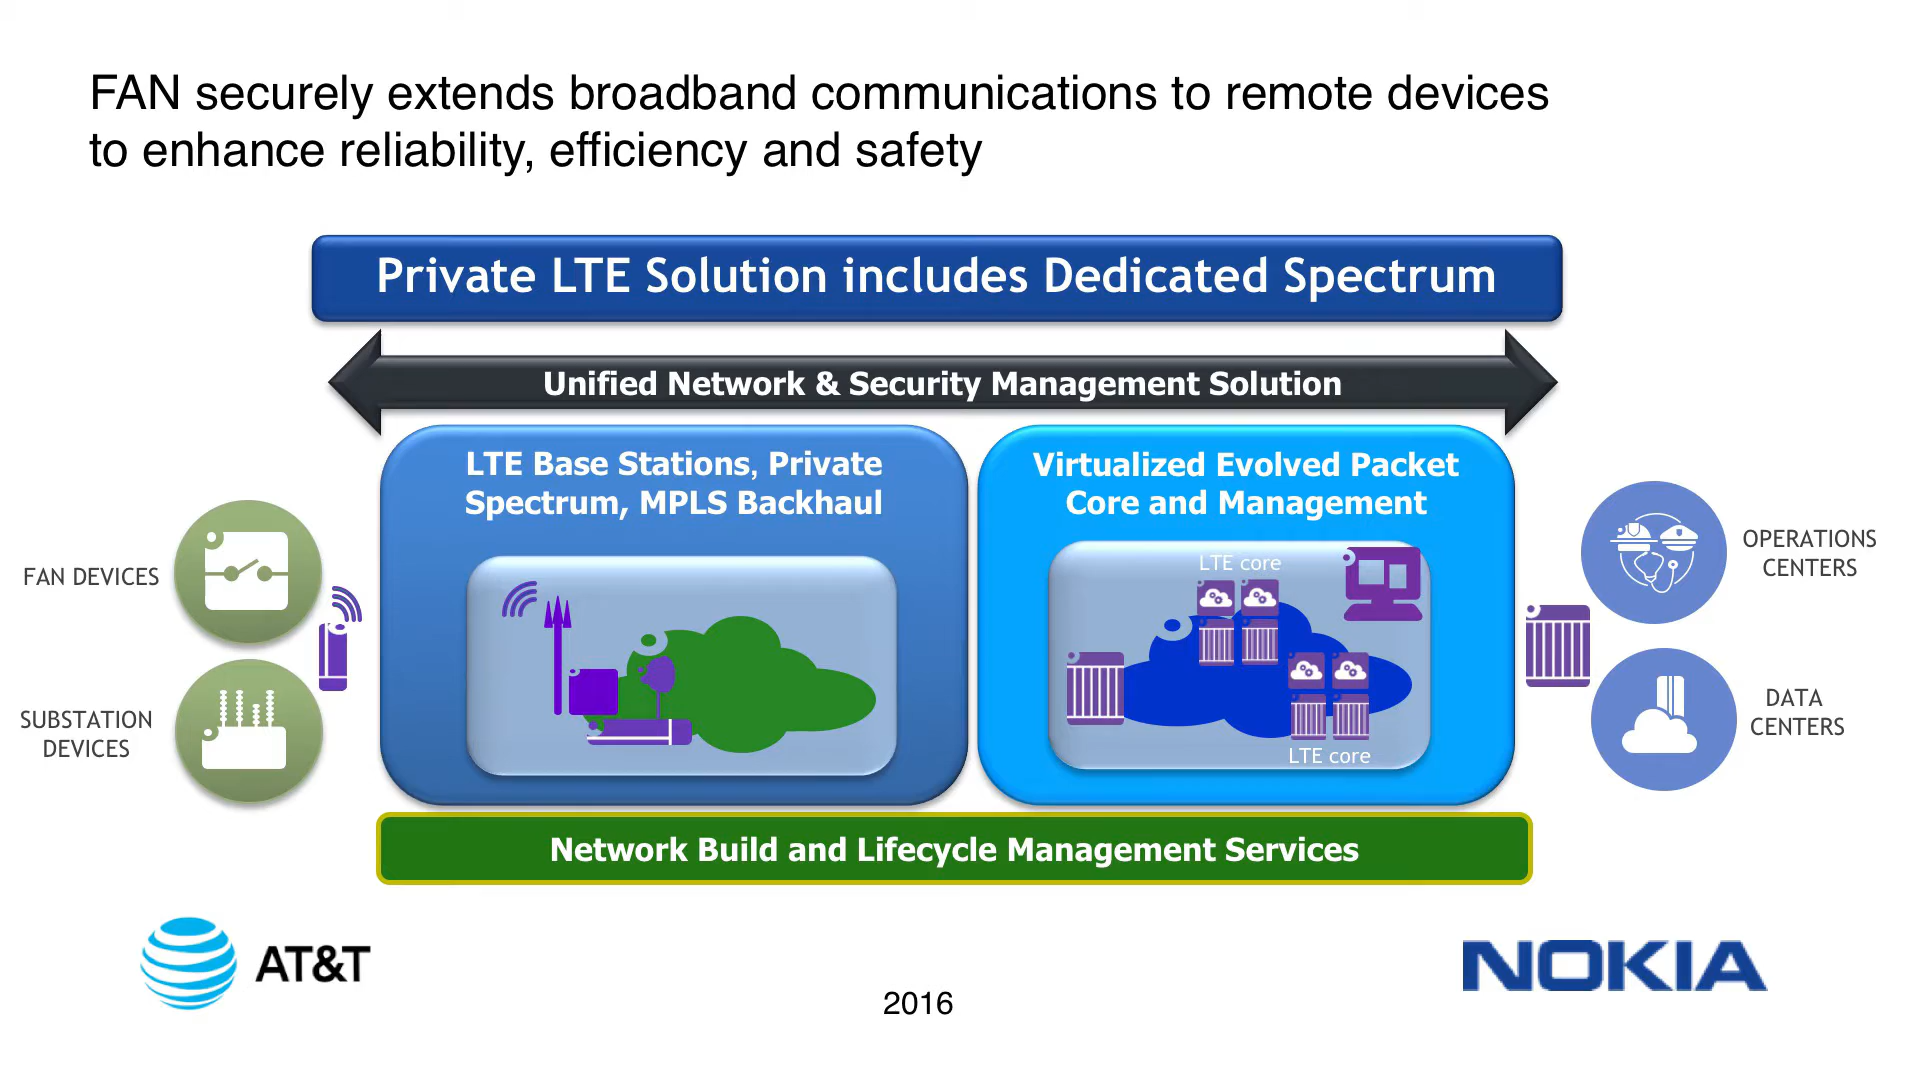 FAN securely extends broadband communications to remote devices
to enhance reliability, efficiency and safety
Private LTE Solution includes Dedicated Spectrum
Unified Network & Security Management Solution
LTE Base Stations, Private
Spectrum, MPLS Backhaul
Virtualized Evolved Packet
Core and Management
LTE core
LTE core
FAN DEVICES
SUBSTATION
DEVICES
OPERATIONS
CENTERS
DATA
CENTERS
Network Build and Lifecycle Management Services
AT&T
NOKIA
2016